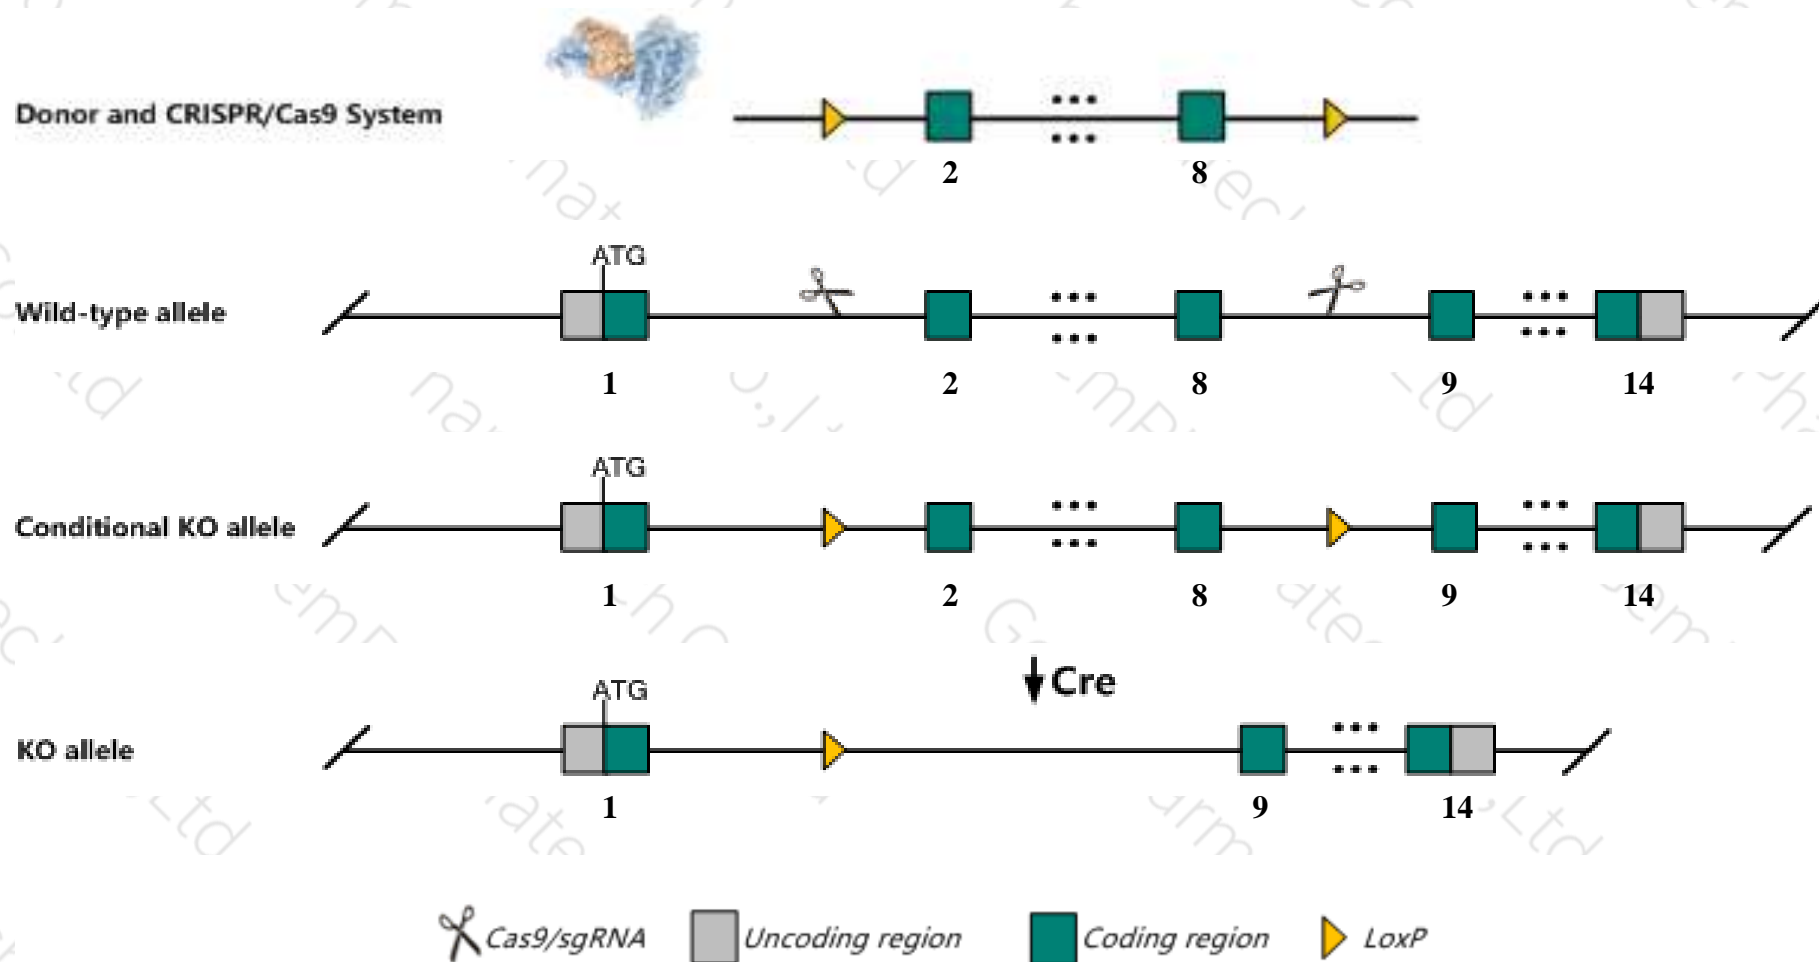 Donor and CRISPR/Cas9 System
2 8
ATG
Wild-type allele
1 2 8 9 14
ATG
Conditional KO allele
1 2 8 9 14
Cre
ATG
KO allele
1 9 14
Cas9/sgRNA Uncoding region Coding region LoxP